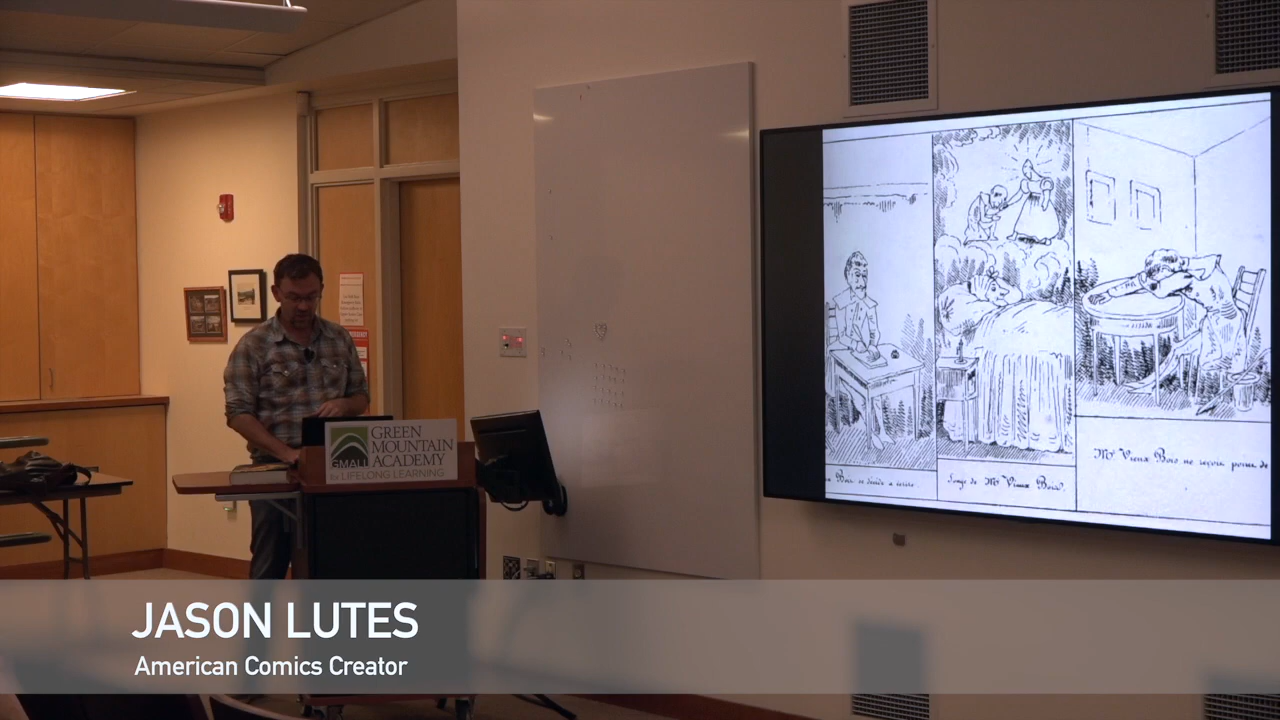 GREEN
MOUNTAIN
ACADEMY
GMALL
for LIFELONG LEARNING
Songe de Mr Vieux Bois.
Mr Vieux Bois ne reçoit point de
JASON LUTES
American Comics Creator